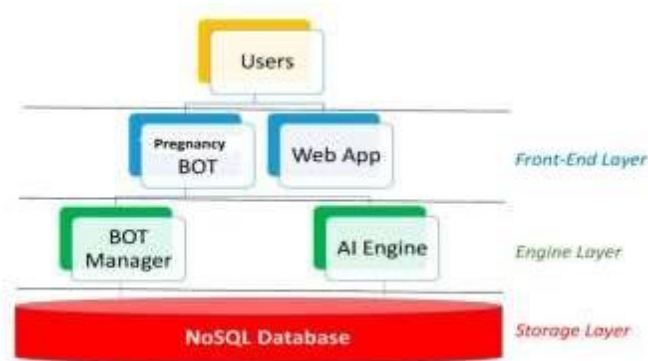 Users
Pregnancy
BOT
Web App
Front-End Layer
BOT
Manager
AI Engine
Engine Layer
NoSQL Database
Storage Layer